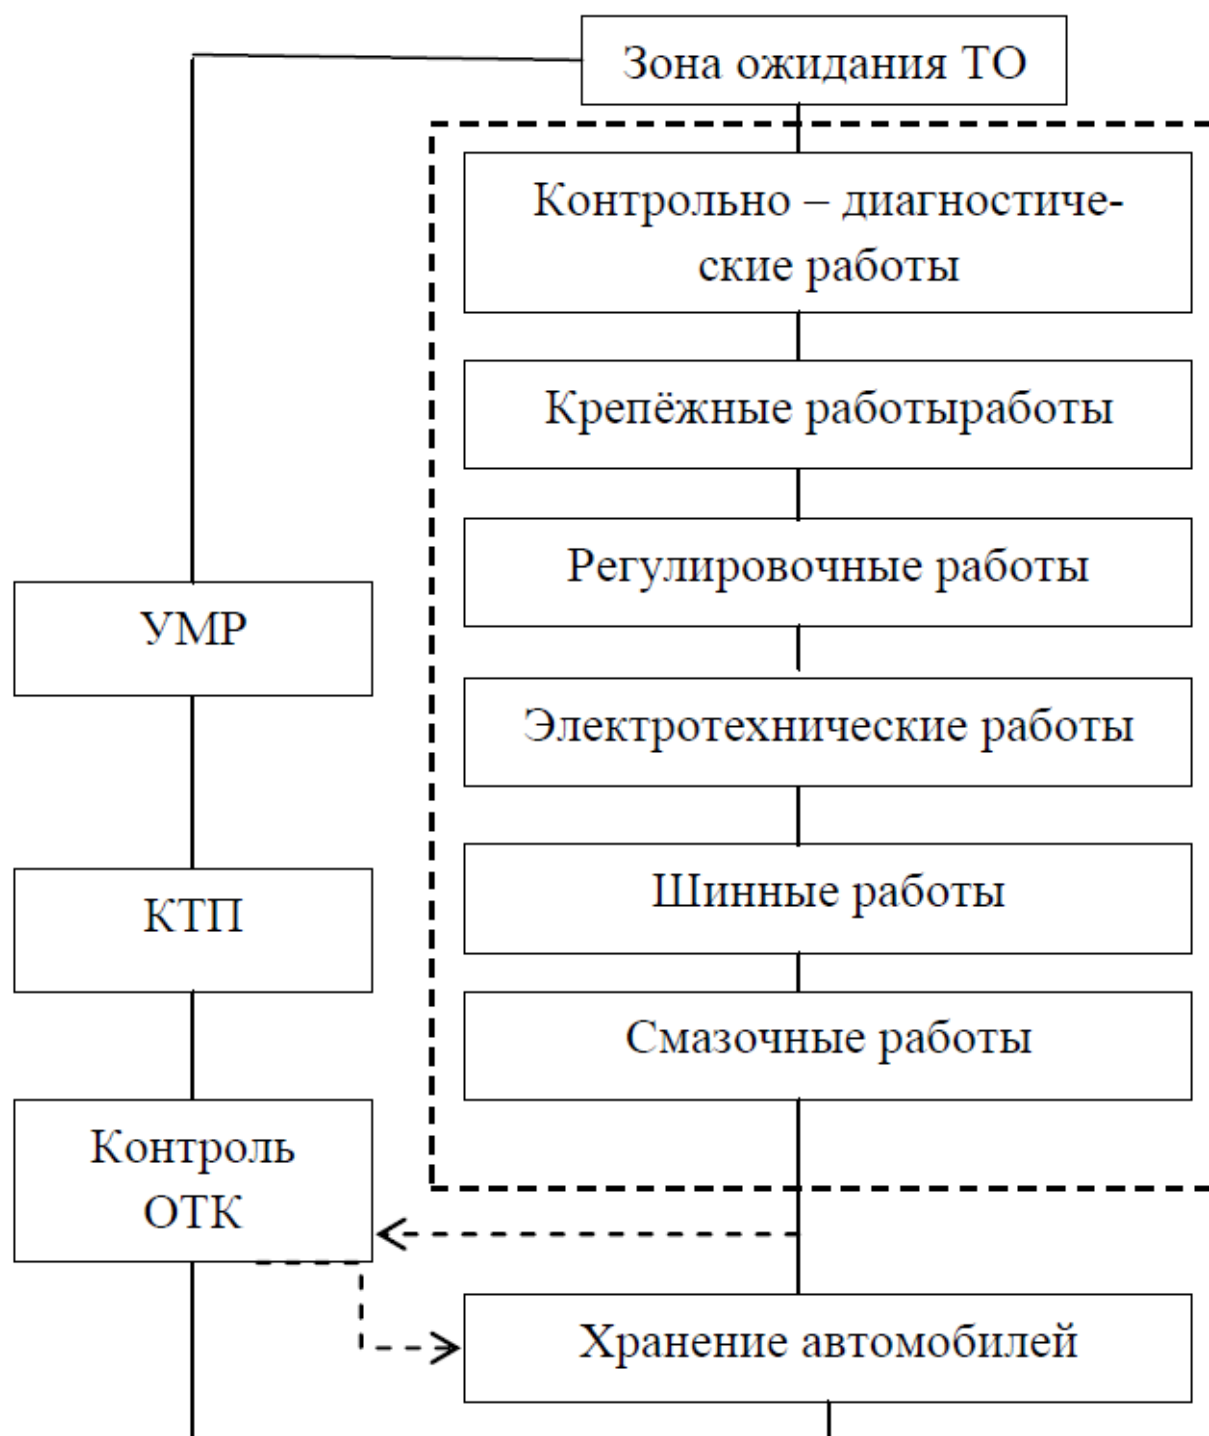 Зона ожидания ТО
Контрольно – диагностиче-
ские работы
Крепёжные работыработы
Регулировочные работы
УМР
Электротехнические работы
Шинные работы
КТП
Смазочные работы
Контроль
ОТК
Хранение автомобилей